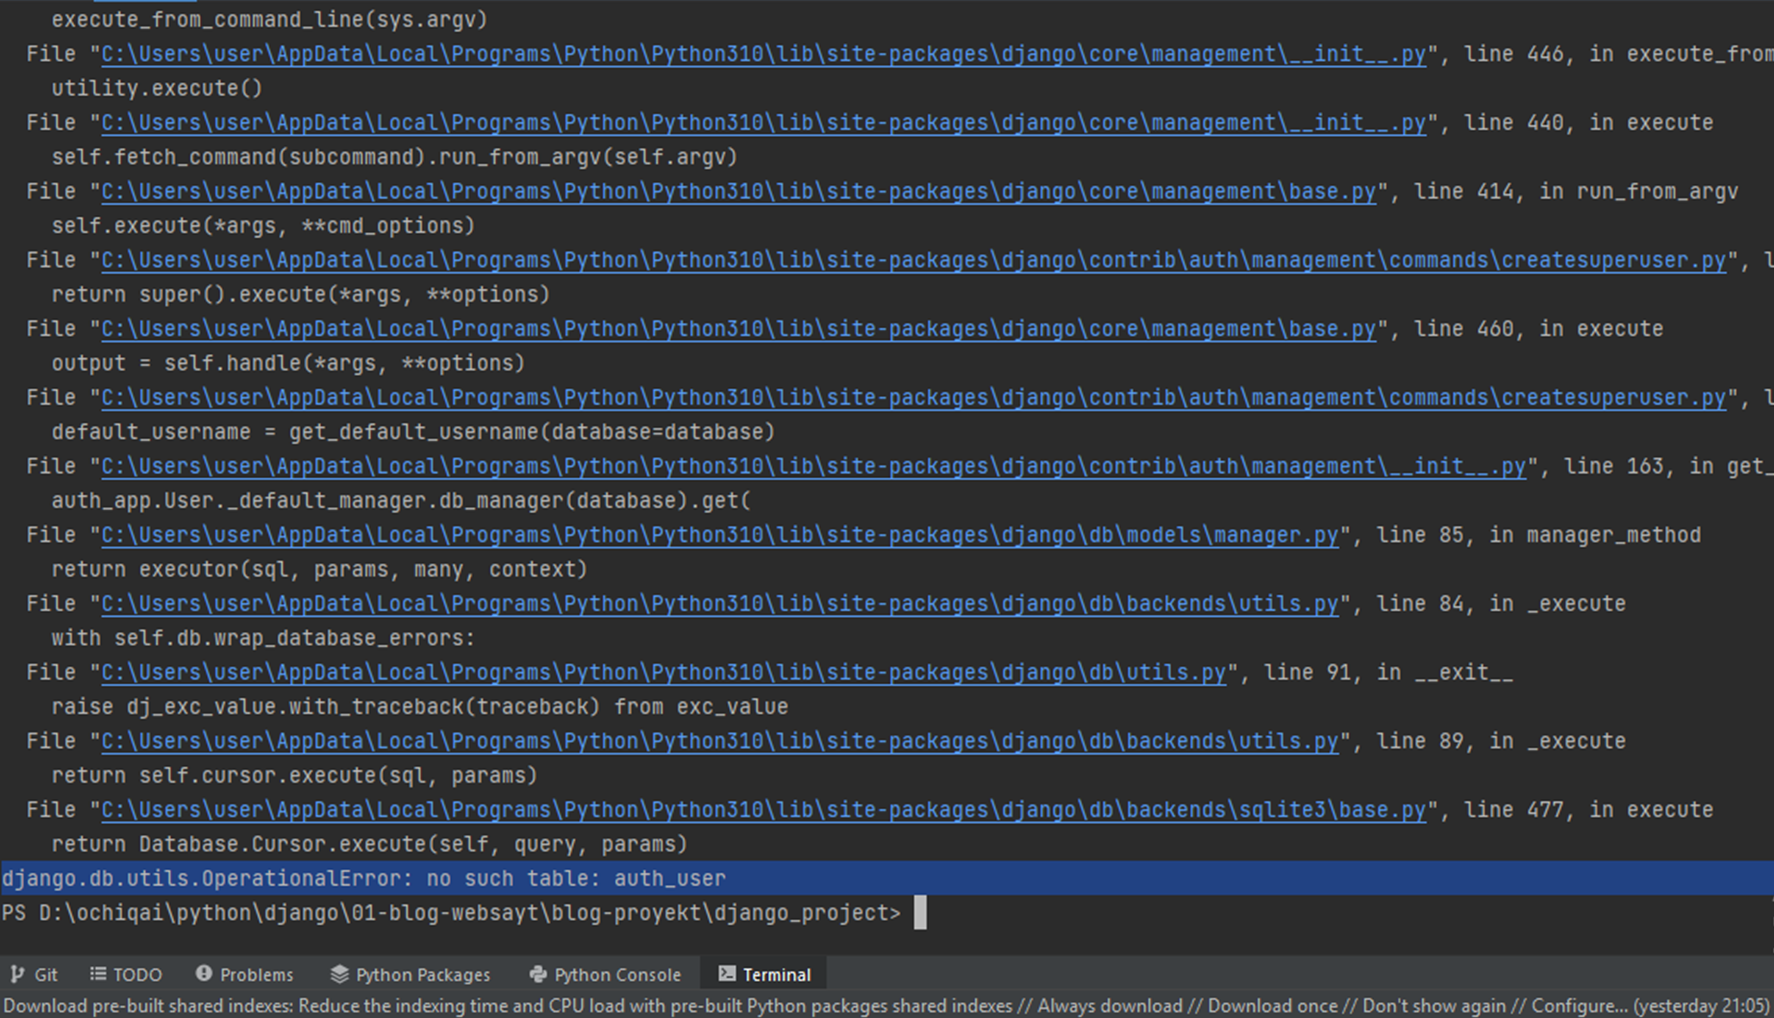 execute_from_command_line(sys.argv)
File "C:\Users\user\AppData\Local\Programs\Python\Python310\lib\site-packages\django\core\management\__init__.py", line 446, in execute_from
utility.execute()
File "C:\Users\user\AppData\Local\Programs\Python\Python310\lib\site-packages\django\core\management\__init__.py", line 440, in execute
self.fetch_command(subcommand).run_from_argv(self.argv)
File "C:\Users\user\AppData\Local\Programs\Python\Python310\lib\site-packages\django\core\management\base.py", line 414, in run_from_argv
self.execute(*args, **cmd_options)
File "C:\Users\user\AppData\Local\Programs\Python\Python310\lib\site-packages\django\contrib\auth\management\commands\createsuperuser.py", l
return super().execute(*args, **options)
File "C:\Users\user\AppData\Local\Programs\Python\Python310\lib\site-packages\django\core\management\base.py", line 460, in execute
output = self.handle(*args, **options)
File "C:\Users\user\AppData\Local\Programs\Python\Python310\lib\site-packages\django\contrib\auth\management\commands\createsuperuser.py", l
default_username = get_default_username(database=database)
File "C:\Users\user\AppData\Local\Programs\Python\Python310\lib\site-packages\django\contrib\auth\management\__init__.py", line 163, in get_
auth_app.User._default_manager.db_manager(database).get(
File "C:\Users\user\AppData\Local\Programs\Python\Python310\lib\site-packages\django\db\models\manager.py", line 85, in manager_method
return executor(sql, params, many, context)
File "C:\Users\user\AppData\Local\Programs\Python\Python310\lib\site-packages\django\db\backends\utils.py", line 84, in _execute
with self.db.wrap_database_errors:
File "C:\Users\user\AppData\Local\Programs\Python\Python310\lib\site-packages\django\db\utils.py", line 91, in __exit__
raise dj_exc_value.with_traceback(traceback) from exc_value
File "C:\Users\user\AppData\Local\Programs\Python\Python310\lib\site-packages\django\db\backends\utils.py", line 89, in _execute
return self.cursor.execute(sql, params)
File "C:\Users\user\AppData\Local\Programs\Python\Python310\lib\site-packages\django\db\backends\sqlite3\base.py", line 477, in execute
return Database.Cursor.execute(self, query, params)
django.db.utils.OperationalError: no such table: auth_user
PS D:\ochiqai\python\django\01-blog-websayt\blog-proyekt\django_project>
Git TODO Problems Python Packages Python Console Terminal
Download pre-built shared indexes: Reduce the indexing time and CPU load with pre-built Python packages shared indexes // Always download // Download once // Don't show again // Configure... (yesterday 21:05)